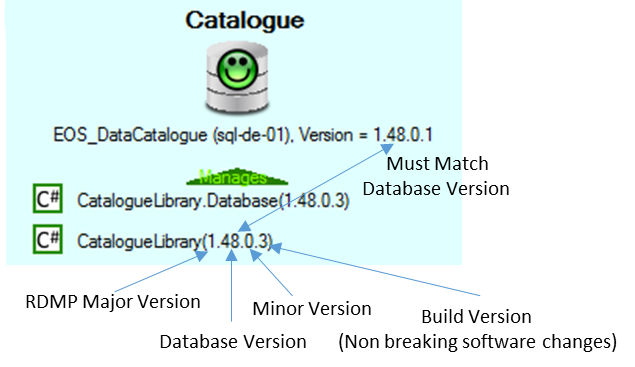 Catalogue
EOS_DataCatalogue (sql-de-01), Version = 1.48.0.1
Must Match
Database Version
Manages
C# CatalogueLibrary.Database(1.48.0.3)
C# CatalogueLibrary(1.48.0.3)
RDMP Major Version
Minor Version
Build Version
Database Version
(Non breaking software changes)